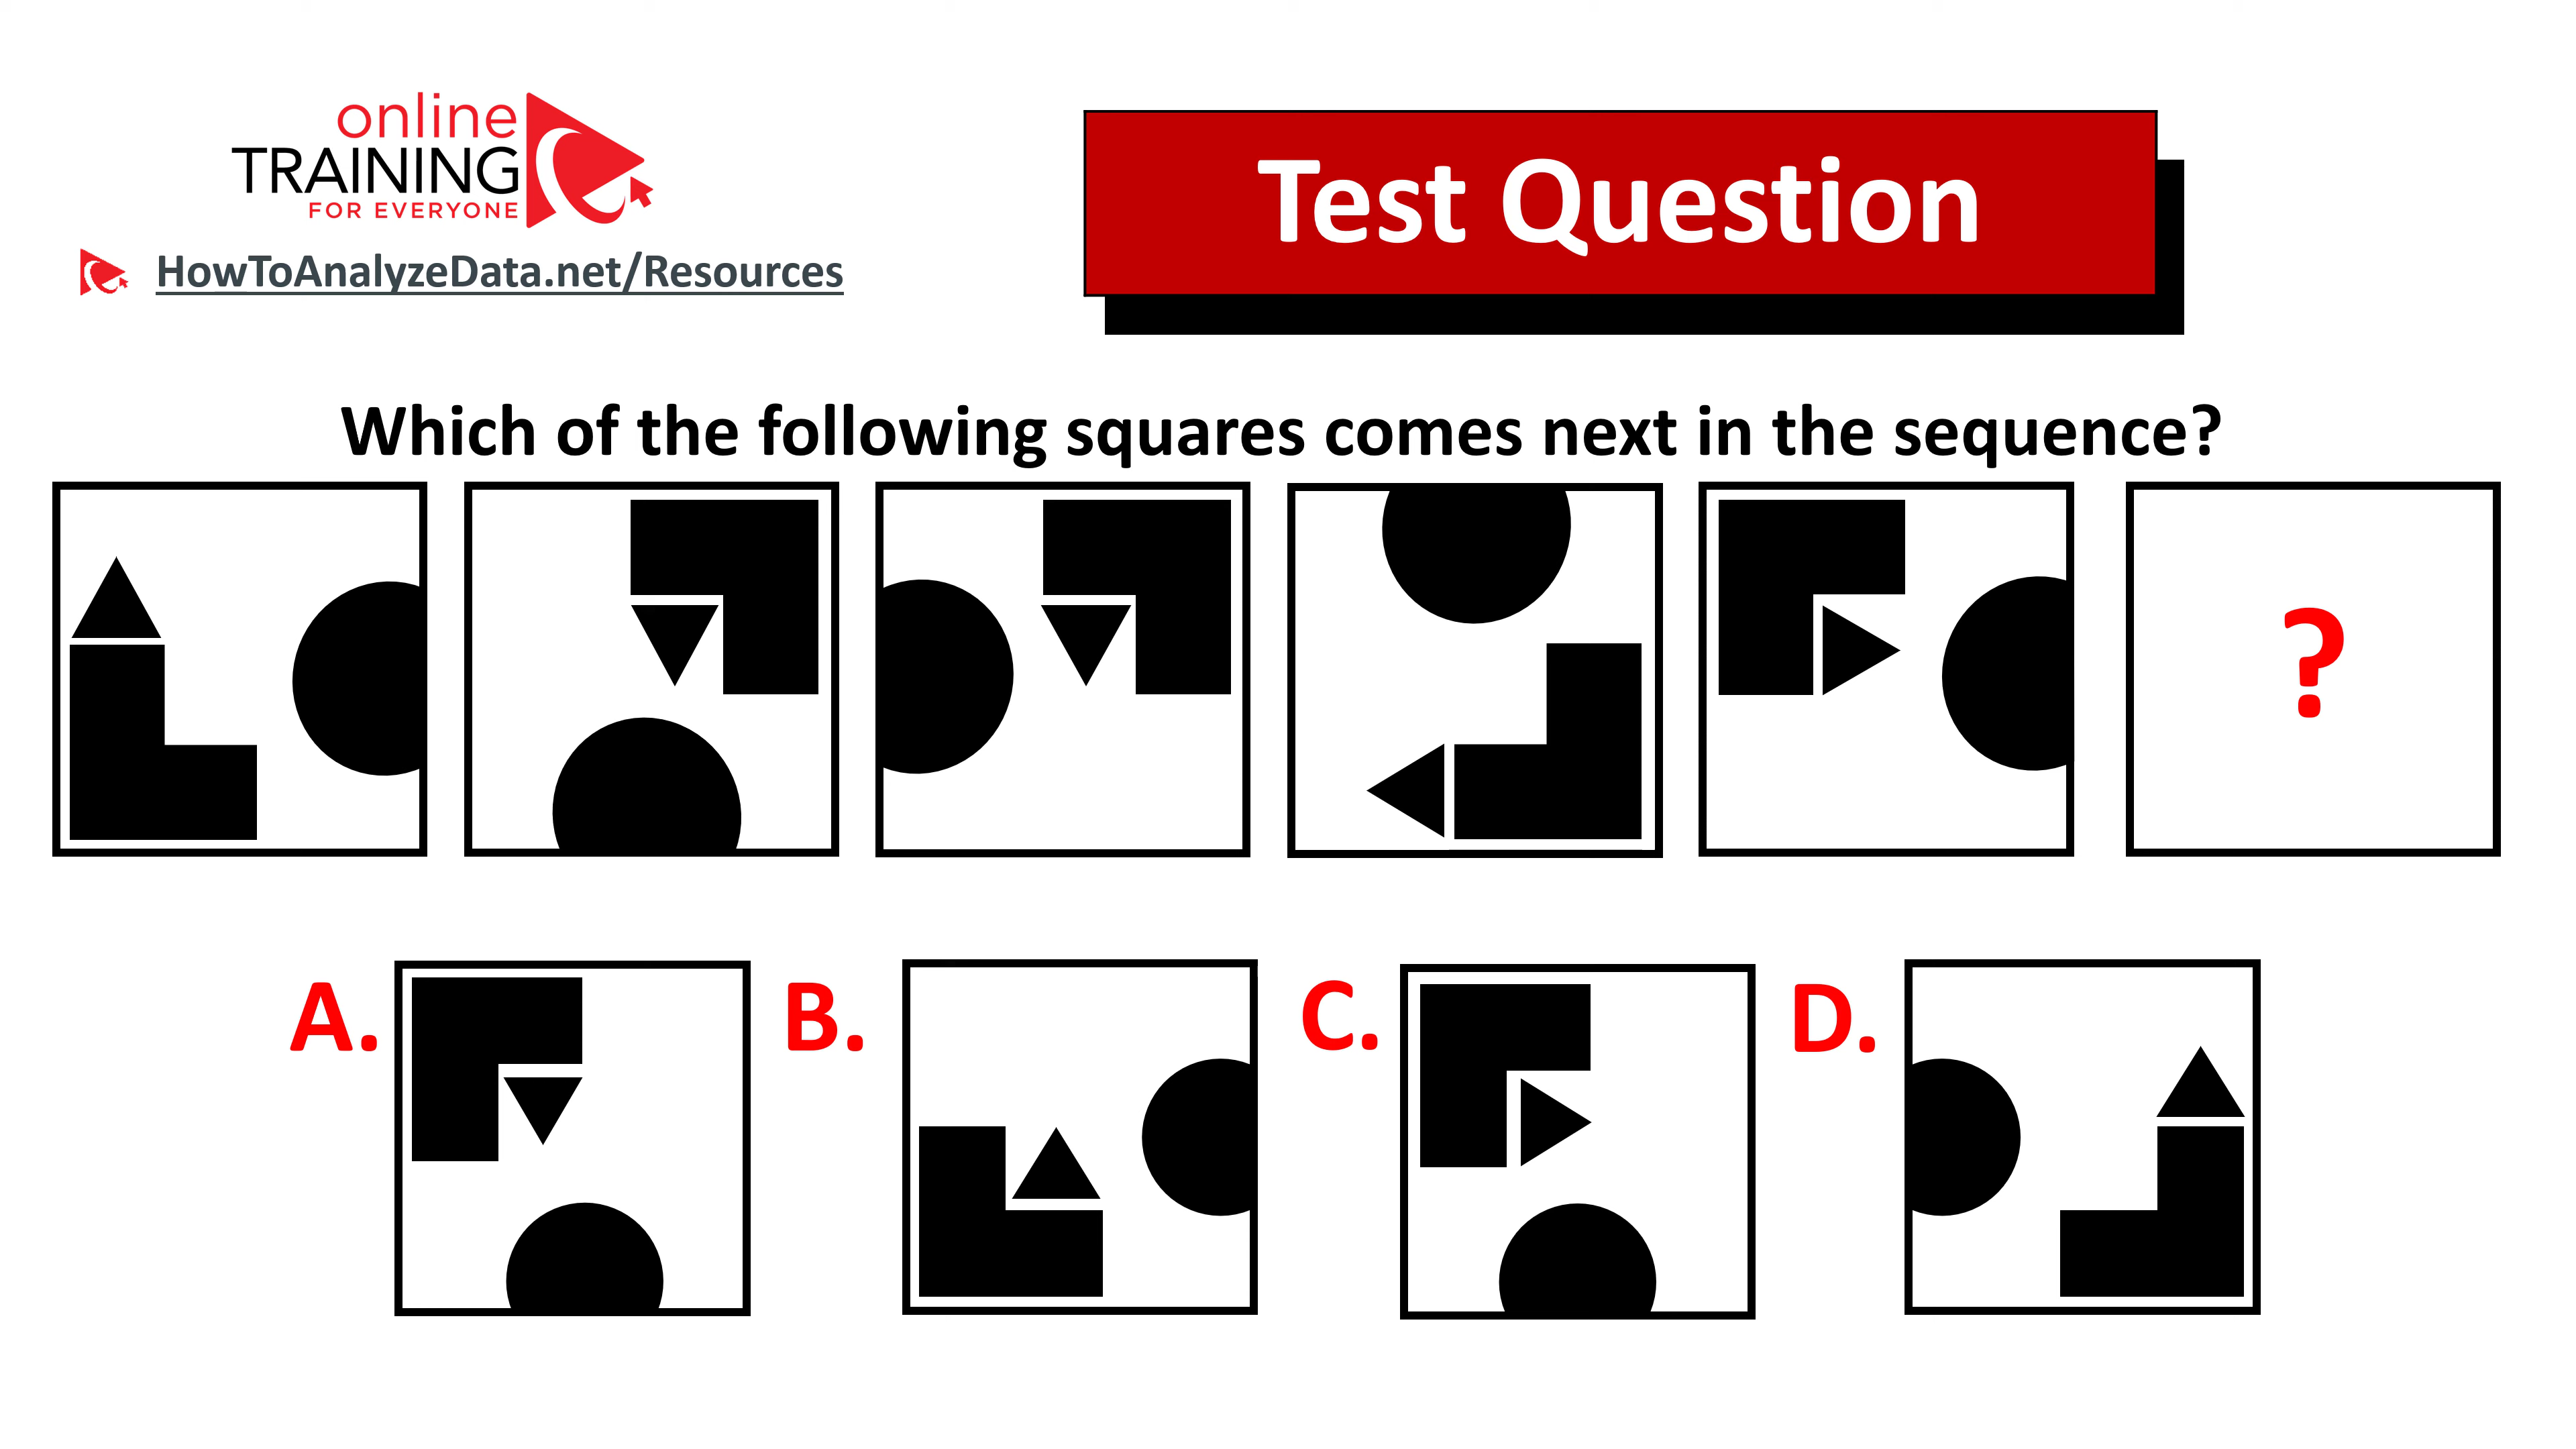 online
TRAINING
FOR EVERYONE
HowToAnalyzeData.net/Resources
Test Question
Which of the following squares comes next in the sequence?
?
A.
B.
C.
D.